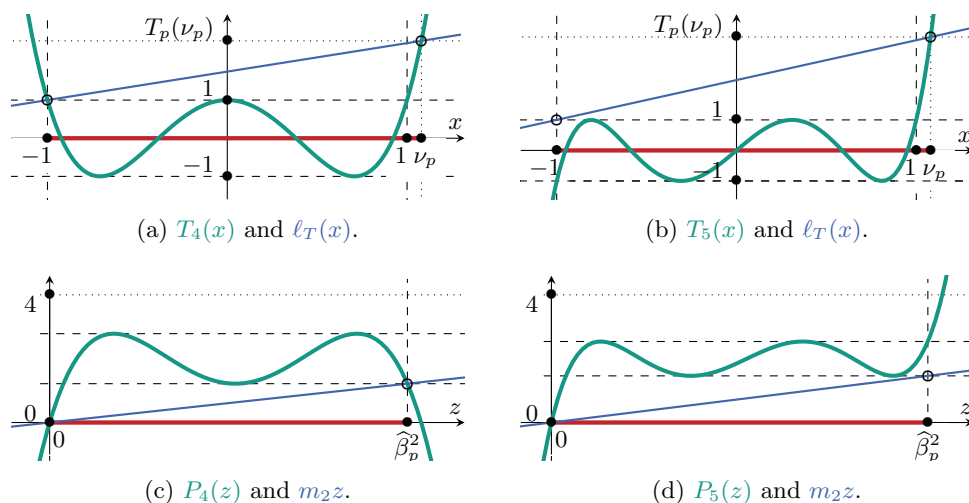 T_p(ν_p)
1
x
−1
1
ν_p
−1
(a) T_4(x) and ℓ_T(x).
T_p(ν_p)
1
x
−1
1
ν_p
−1
(b) T_5(x) and ℓ_T(x).
4
0
z
0
β̂_p^2
(c) P_4(z) and m_2z.
4
0
z
0
β̂_p^2
(d) P_5(z) and m_2z.